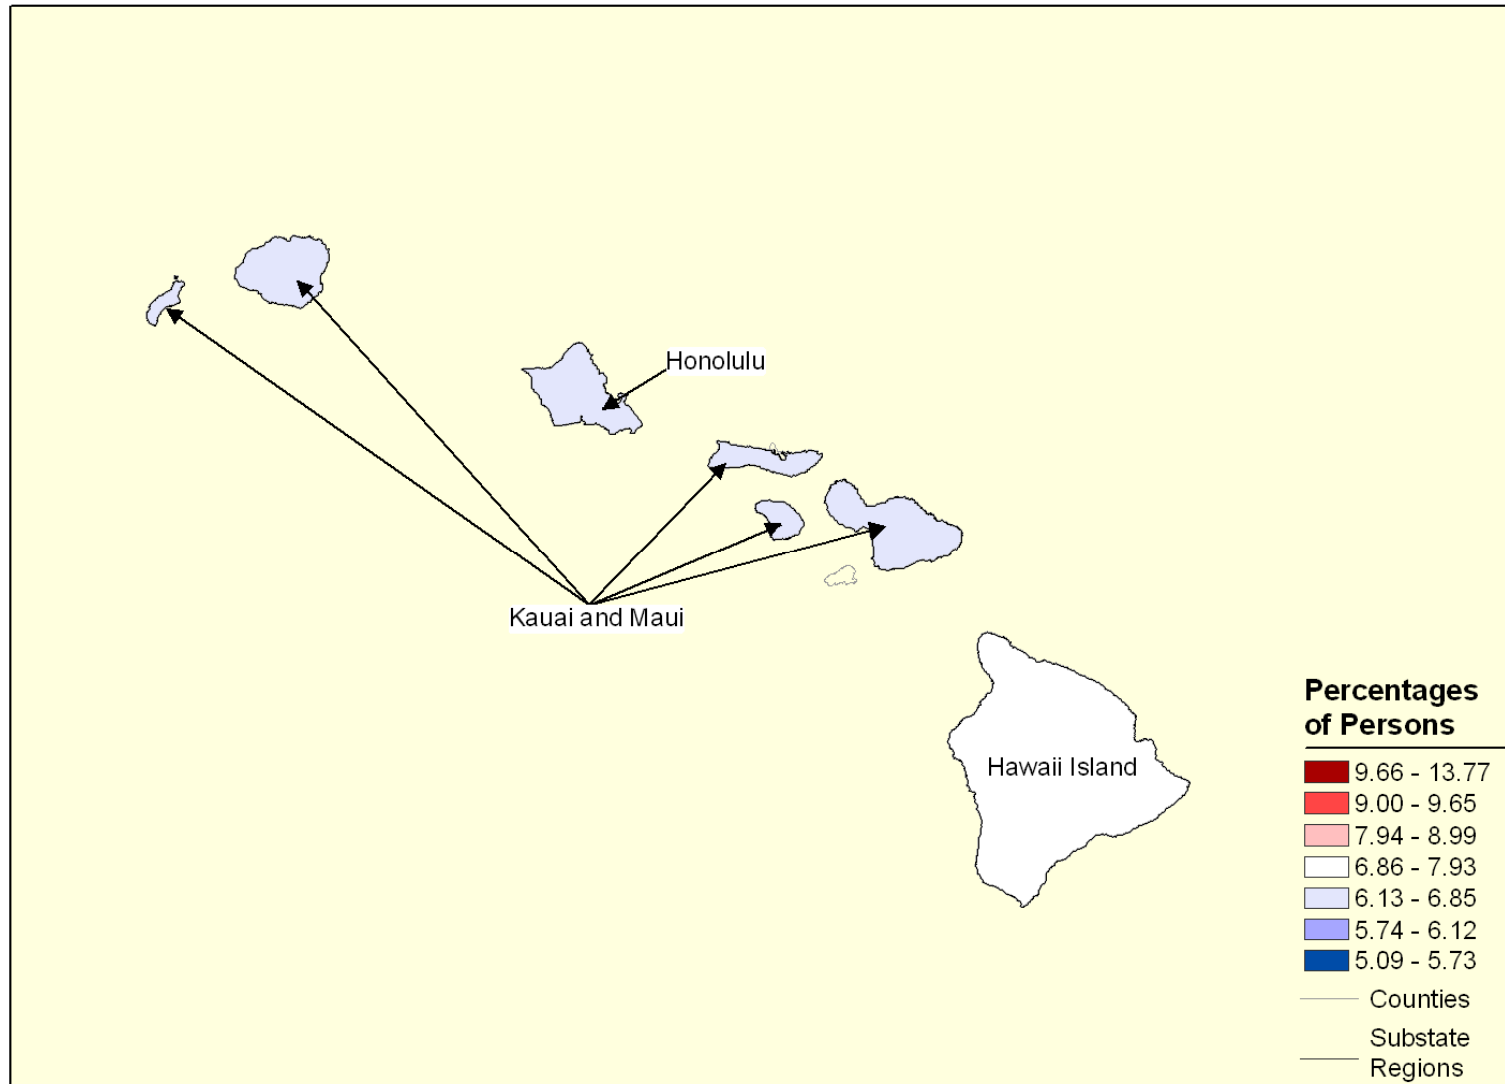 Honolulu
Kauai and Maui
Hawaii Island
Percentages
of Persons
9.66 - 13.77
9.00 - 9.65
7.94 - 8.99
6.86 - 7.93
6.13 - 6.85
5.74 - 6.12
5.09 - 5.73
Counties
Substate
Regions